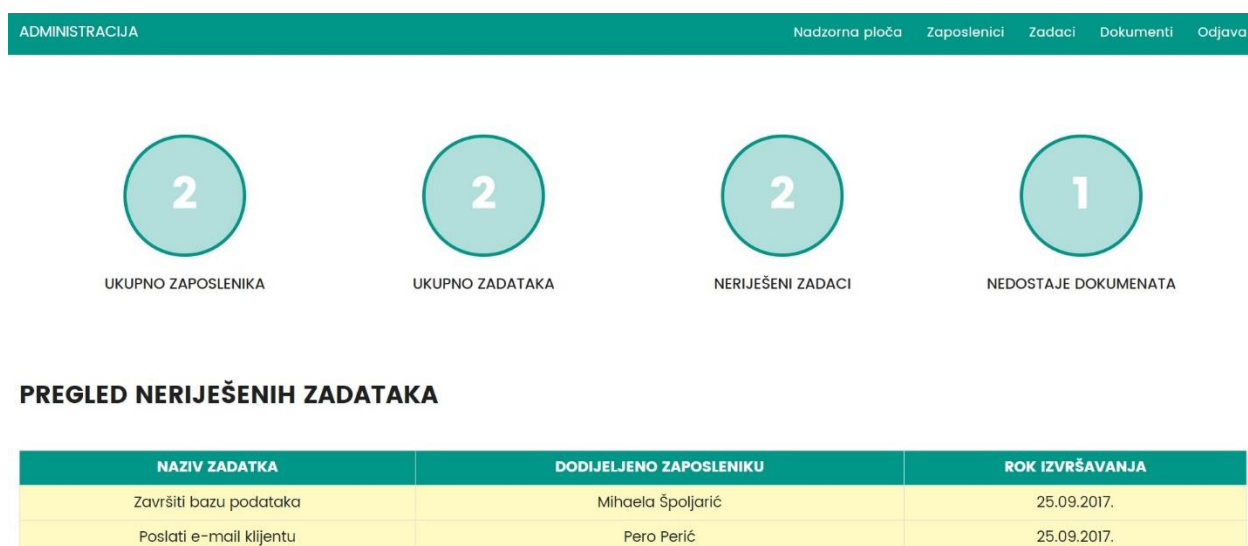 ADMINISTRACIJA Nadzorna ploča Zaposlenici Zadaci Dokumenti Odjava
2 2 2 1
UKUPNO ZAPOSLENIKA UKUPNO ZADATAKA NERIJEŠENI ZADACI NEDOSTAJE DOKUMENATA
PREGLED NERIJEŠENIH ZADATAKA
NAZIV ZADATKA DODIJELJENO ZAPOSLENIKU ROK IZVRŠAVANJA
Završiti bazu podataka Mihaela Špoljarić 25.09.2017.
Poslati e-mail klijentu Pero Perić 25.09.2017.